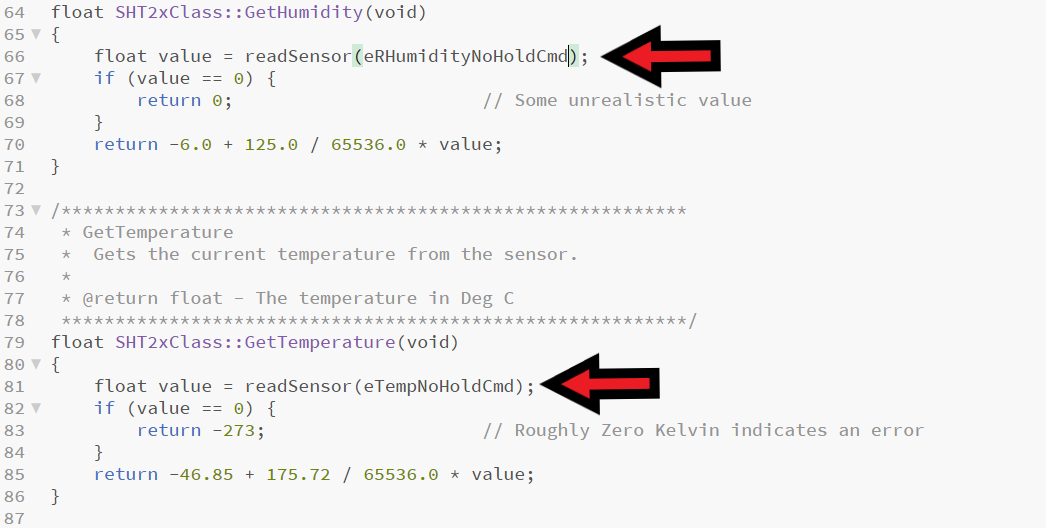 64 float SHT2xClass::GetHumidity(void)
65 {
66     float value = readSensor(eRHumidityNoHoldCmd);
67     if (value == 0) {
68         return 0;                       // Some unrealistic value
69     }
70     return -6.0 + 125.0 / 65536.0 * value;
71 }
72
73 /**********************************************************
74  * GetTemperature
75  *  Gets the current temperature from the sensor.
76  *
77  * @return float - The temperature in Deg C
78  **********************************************************/
79 float SHT2xClass::GetTemperature(void)
80 {
81     float value = readSensor(eTempNoHoldCmd);
82     if (value == 0) {
83         return -273;                    // Roughly Zero Kelvin indicates an error
84     }
85     return -46.85 + 175.72 / 65536.0 * value;
86 }
87